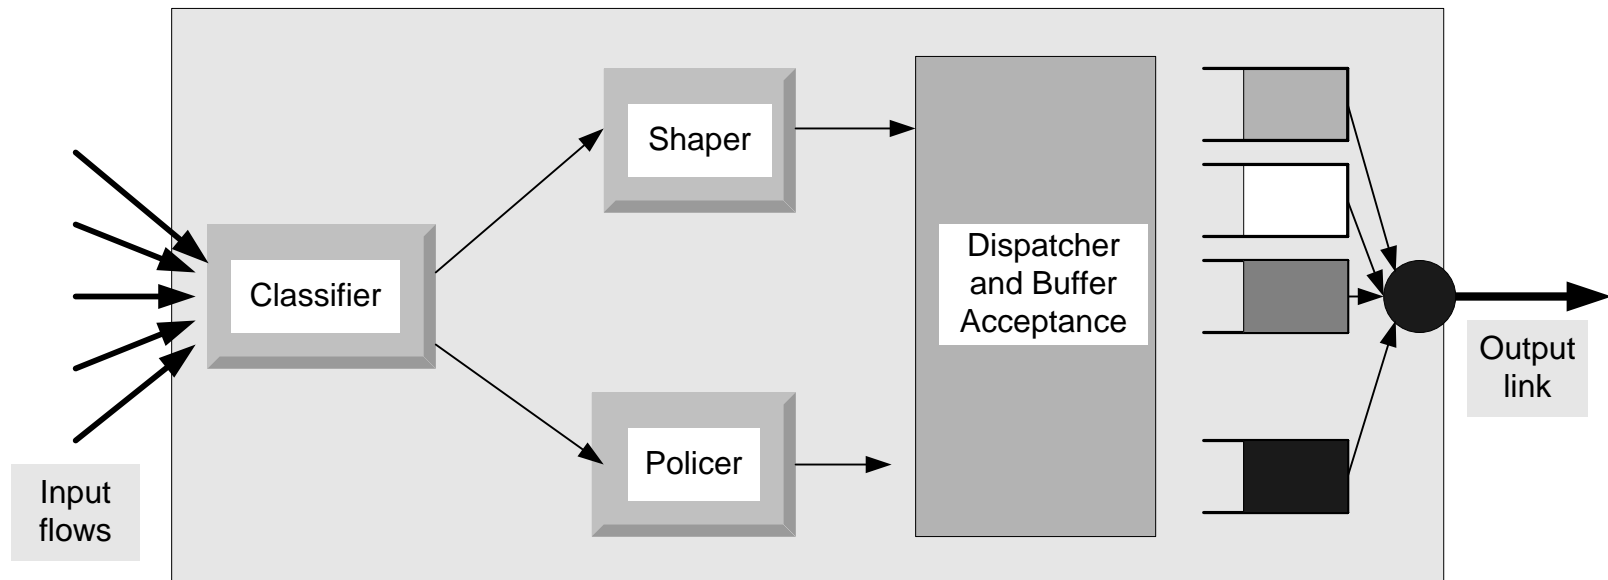 Input
flows
Classifier
Shaper
Policer
Dispatcher
and Buffer
Acceptance
Output
link